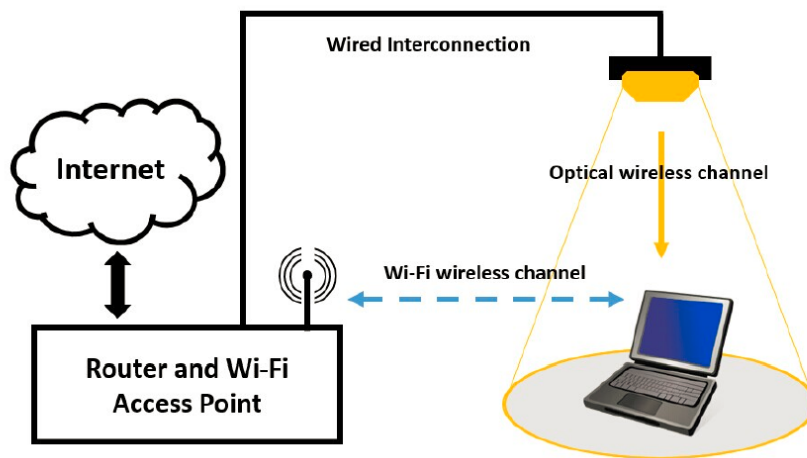 Wired Interconnection
Internet
Optical wireless channel
Wi-Fi wireless channel
Router and Wi-Fi
Access Point